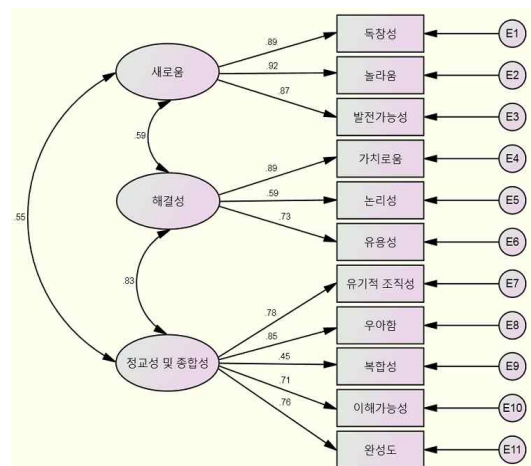 독창성
E1
.89
새로움
.92
놀라움
E2
.87
발전가능성
E3
.59
.89
가치로움
E4
해결성
.59
논리성
E5
.73
유용성
E6
.55
.83
유기적 조직성
E7
.78
우아함
E8
.85
정교성 및 종합성
.45
복합성
E9
.71
이해가능성
E10
.76
완성도
E11